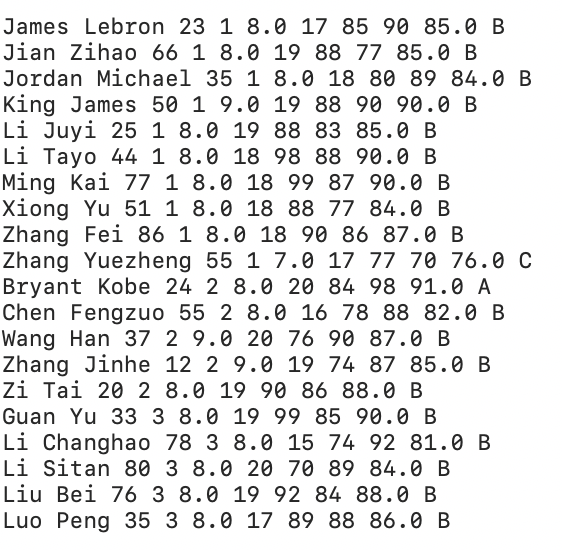 James Lebron 23 1 8.0 17 85 90 85.0 B
Jian Zihao 66 1 8.0 19 88 77 85.0 B
Jordan Michael 35 1 8.0 18 80 89 84.0 B
King James 50 1 9.0 19 88 90 90.0 B
Li Juyi 25 1 8.0 19 88 83 85.0 B
Li Tayo 44 1 8.0 18 98 88 90.0 B
Ming Kai 77 1 8.0 18 99 87 90.0 B
Xiong Yu 51 1 8.0 18 88 77 84.0 B
Zhang Fei 86 1 8.0 18 90 86 87.0 B
Zhang Yuezheng 55 1 7.0 17 77 70 76.0 C
Bryant Kobe 24 2 8.0 20 84 98 91.0 A
Chen Fengzuo 55 2 8.0 16 78 88 82.0 B
Wang Han 37 2 9.0 20 76 90 87.0 B
Zhang Jinhe 12 2 9.0 19 74 87 85.0 B
Zi Tai 20 2 8.0 19 90 86 88.0 B
Guan Yu 33 3 8.0 19 99 85 90.0 B
Li Changhao 78 3 8.0 15 74 92 81.0 B
Li Sitan 80 3 8.0 20 70 89 84.0 B
Liu Bei 76 3 8.0 19 92 84 88.0 B
Luo Peng 35 3 8.0 17 89 88 86.0 B